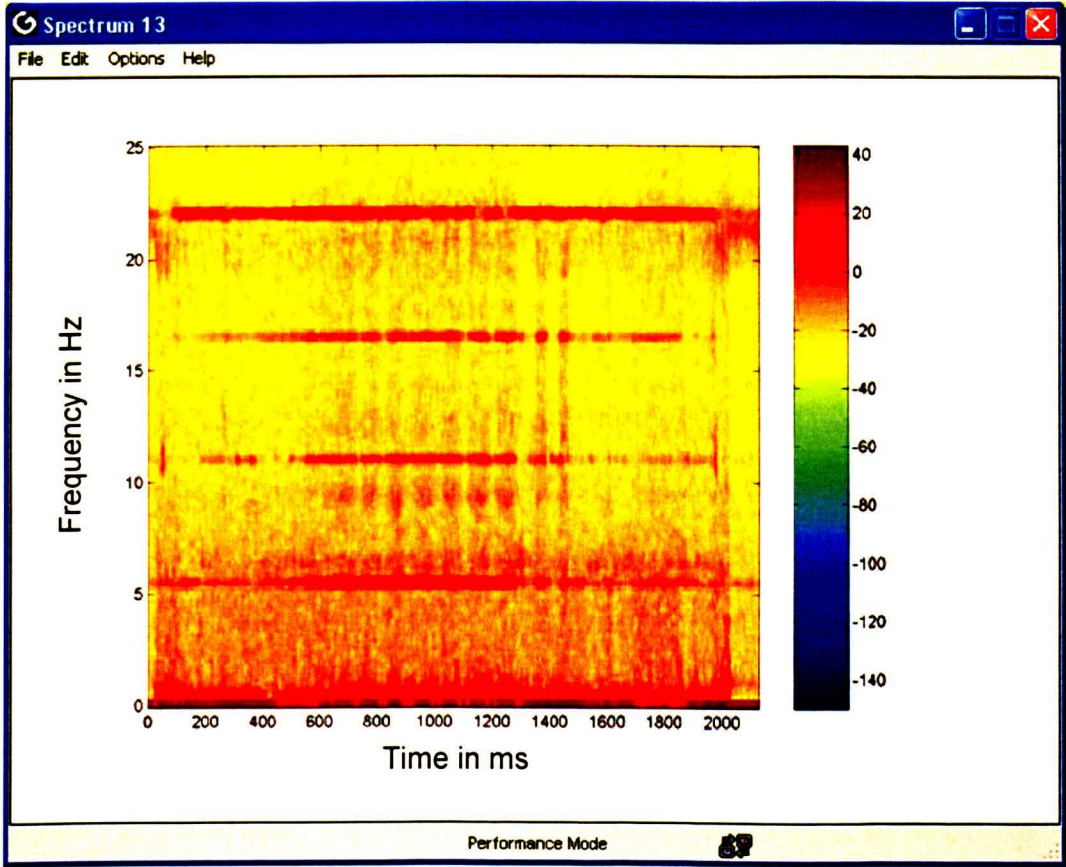 Spectrum 13
File Edit Options Help
25
20
15
10
5
0
Frequency in Hz
0 200 400 600 800 1000 1200 1400 1600 1800 2000
Time in ms
40
20
0
-20
-40
-60
-80
-100
-120
-140
Performance Mode